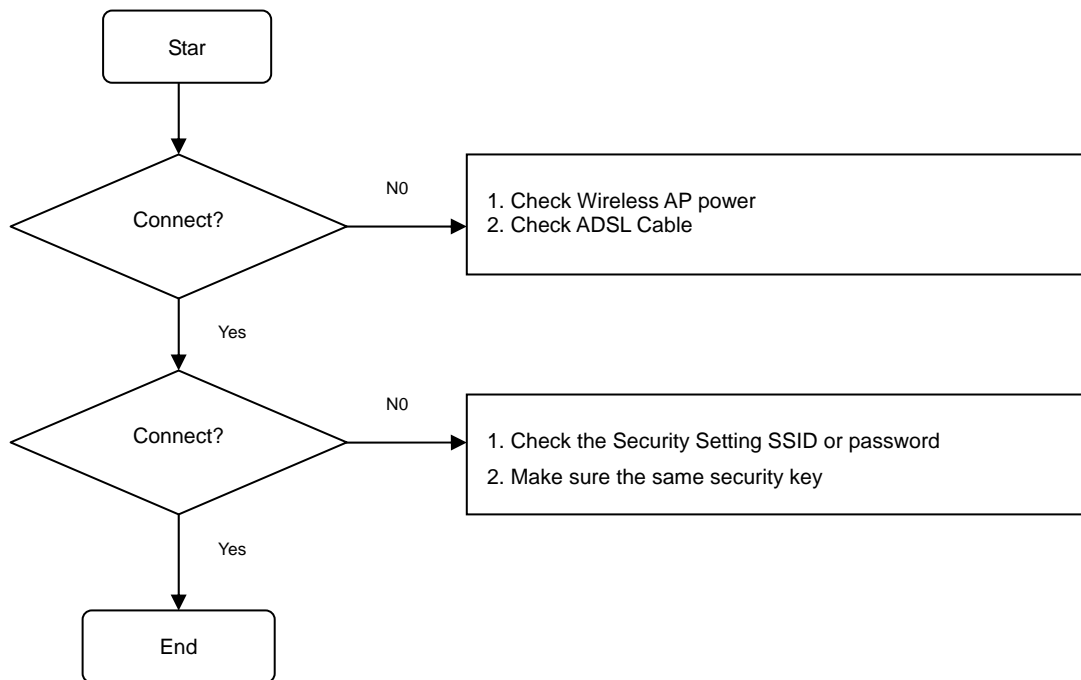 Star
Connect?
N0
1. Check Wireless AP power
2. Check ADSL Cable
Yes
Connect?
N0
1. Check the Security Setting SSID or password
2. Make sure the same security key
Yes
End